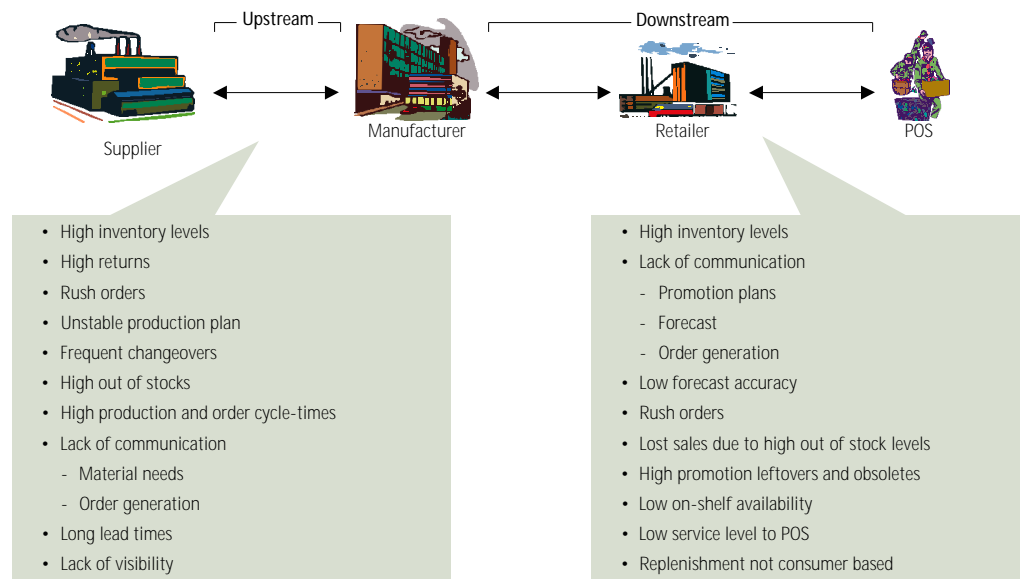 Upstream
Downstream
Supplier
Manufacturer
Retailer
POS
• High inventory levels
• High returns
• Rush orders
• Unstable production plan
• Frequent changeovers
• High out of stocks
• High production and order cycle-times
• Lack of communication
- Material needs
- Order generation
• Long lead times
• Lack of visibility
• High inventory levels
• Lack of communication
- Promotion plans
- Forecast
- Order generation
• Low forecast accuracy
• Rush orders
• Lost sales due to high out of stock levels
• High promotion leftovers and obsoletes
• Low on-shelf availability
• Low service level to POS
• Replenishment not consumer based